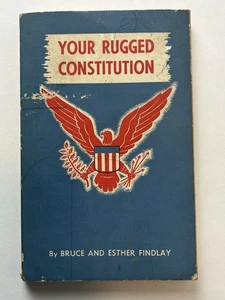 YOUR RUGGED
CONSTITUTION
By BRUCE AND ESTHER FINDLAY